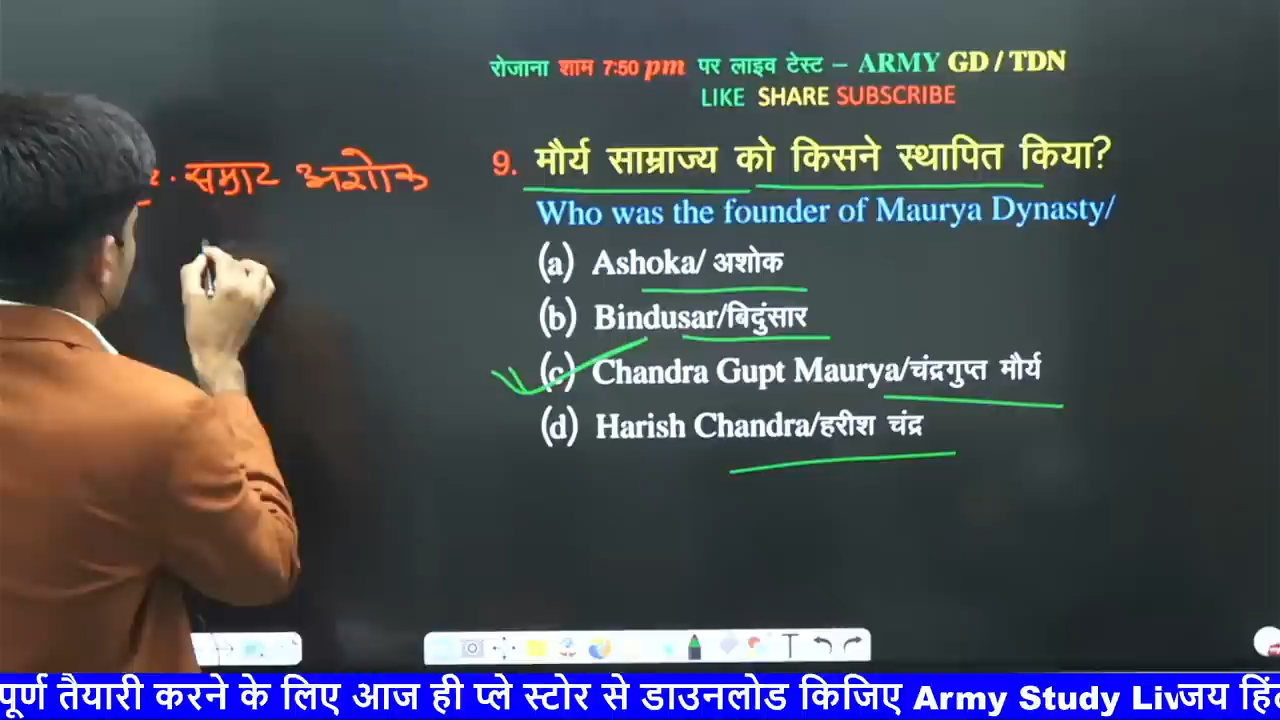 रोजाना शाम 7:50 pm पर लाइव टेस्ट – ARMY GD / TDN
LIKE SHARE SUBSCRIBE
सम्राट अशोक
9. मौर्य साम्राज्य को किसने स्थापित किया?
Who was the founder of Maurya Dynasty/
(a) Ashoka/ अशोक
(b) Bindusar/बिदुंसार
(c) Chandra Gupt Maurya/चंद्रगुप्त मौर्य
(d) Harish Chandra/हरीश चंद्र
T
पूर्ण तैयारी करने के लिए आज ही प्ले स्टोर से डाउनलोड किजिए Army Study Liv जय हिंद